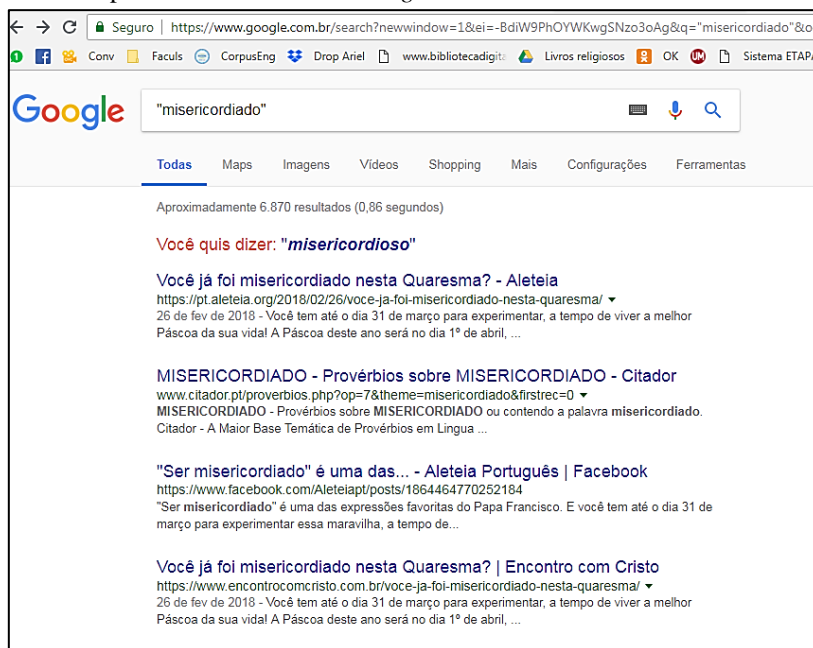 Seguro | https://www.google.com.br/search?newwindow=1&ei=-BdiW9PhOYWKwgSNzo3oAg&q="misericordiado"&o
1 Conv Faculs CorpusEng Drop Ariel www.bibliotecadigita Livros religiosos OK UM Sistema ETAPA
Google "misericordiado"
Todas Maps Imagens Vídeos Shopping Mais Configurações Ferramentas
Aproximadamente 6.870 resultados (0,86 segundos)
Você quis dizer: "misericordioso"
Você já foi misericordiado nesta Quaresma? - Aleteia
https://pt.aleteia.org/2018/02/26/voce-ja-foi-misericordiado-nesta-quaresma/
26 de fev de 2018 - Você tem até o dia 31 de março para experimentar, a tempo de viver a melhor
Páscoa da sua vida! A Páscoa deste ano será no dia 1º de abril, ...
MISERICORDIADO - Provérbios sobre MISERICORDIADO - Citador
www.citador.pt/proverbios.php?op=7&theme=misericordiado&firstrec=0
MISERICORDIADO - Provérbios sobre MISERICORDIADO ou contendo a palavra misericordiado.
Citador - A Maior Base Temática de Provérbios em Lingua ...
"Ser misericordiado" é uma das... - Aleteia Português | Facebook
https://www.facebook.com/Aleteiapt/posts/1864464770252184
"Ser misericordiado" é uma das expressões favoritas do Papa Francisco. E você tem até o dia 31 de
março para experimentar essa maravilha, a tempo de...
Você já foi misericordiado nesta Quaresma? | Encontro com Cristo
https://www.encontrocomcristo.com.br/voce-ja-foi-misericordiado-nesta-quaresma/
26 de fev de 2018 - Você tem até o dia 31 de março para experimentar, a tempo de viver a melhor
Páscoa da sua vida! A Páscoa deste ano será no dia 1º de abril, ...